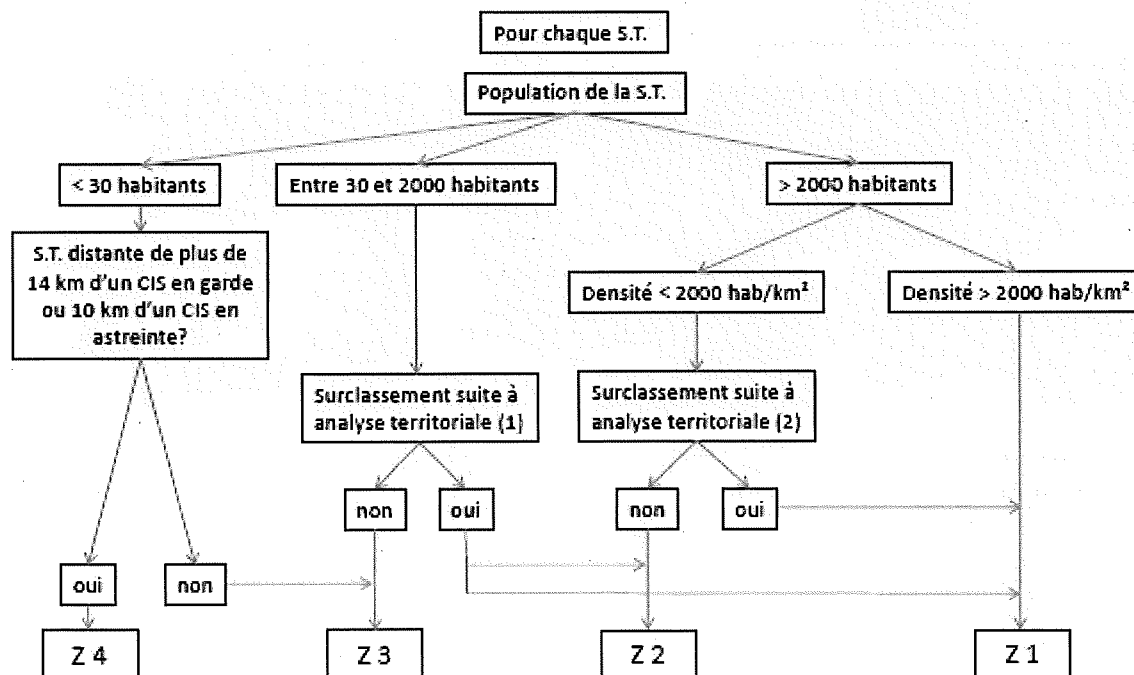 Pour chaque S.T.
Population de la S.T.
< 30 habitants
Entre 30 et 2000 habitants
> 2000 habitants
S.T. distante de plus de
14 km d'un CIS en garde
ou 10 km d'un CIS en
astreinte?
Densité < 2000 hab/km²
Densité > 2000 hab/km²
Surclassement suite à
analyse territoriale (1)
Surclassement suite à
analyse territoriale (2)
non
oui
non
oui
oui
non
Z 4
Z 3
Z 2
Z 1